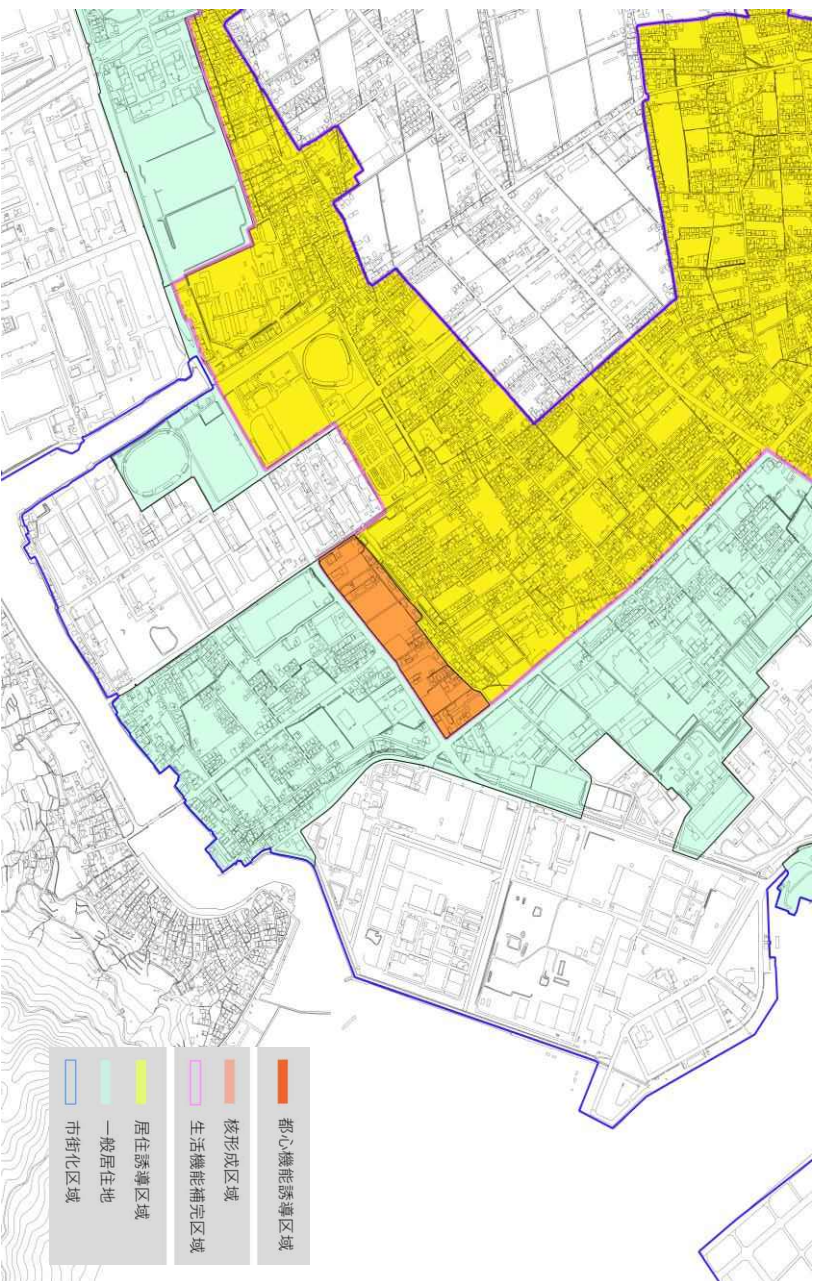 都心機能誘導区域
核形成区域
生活機能補完区域
居住誘導区域
一般居住地
市街化区域